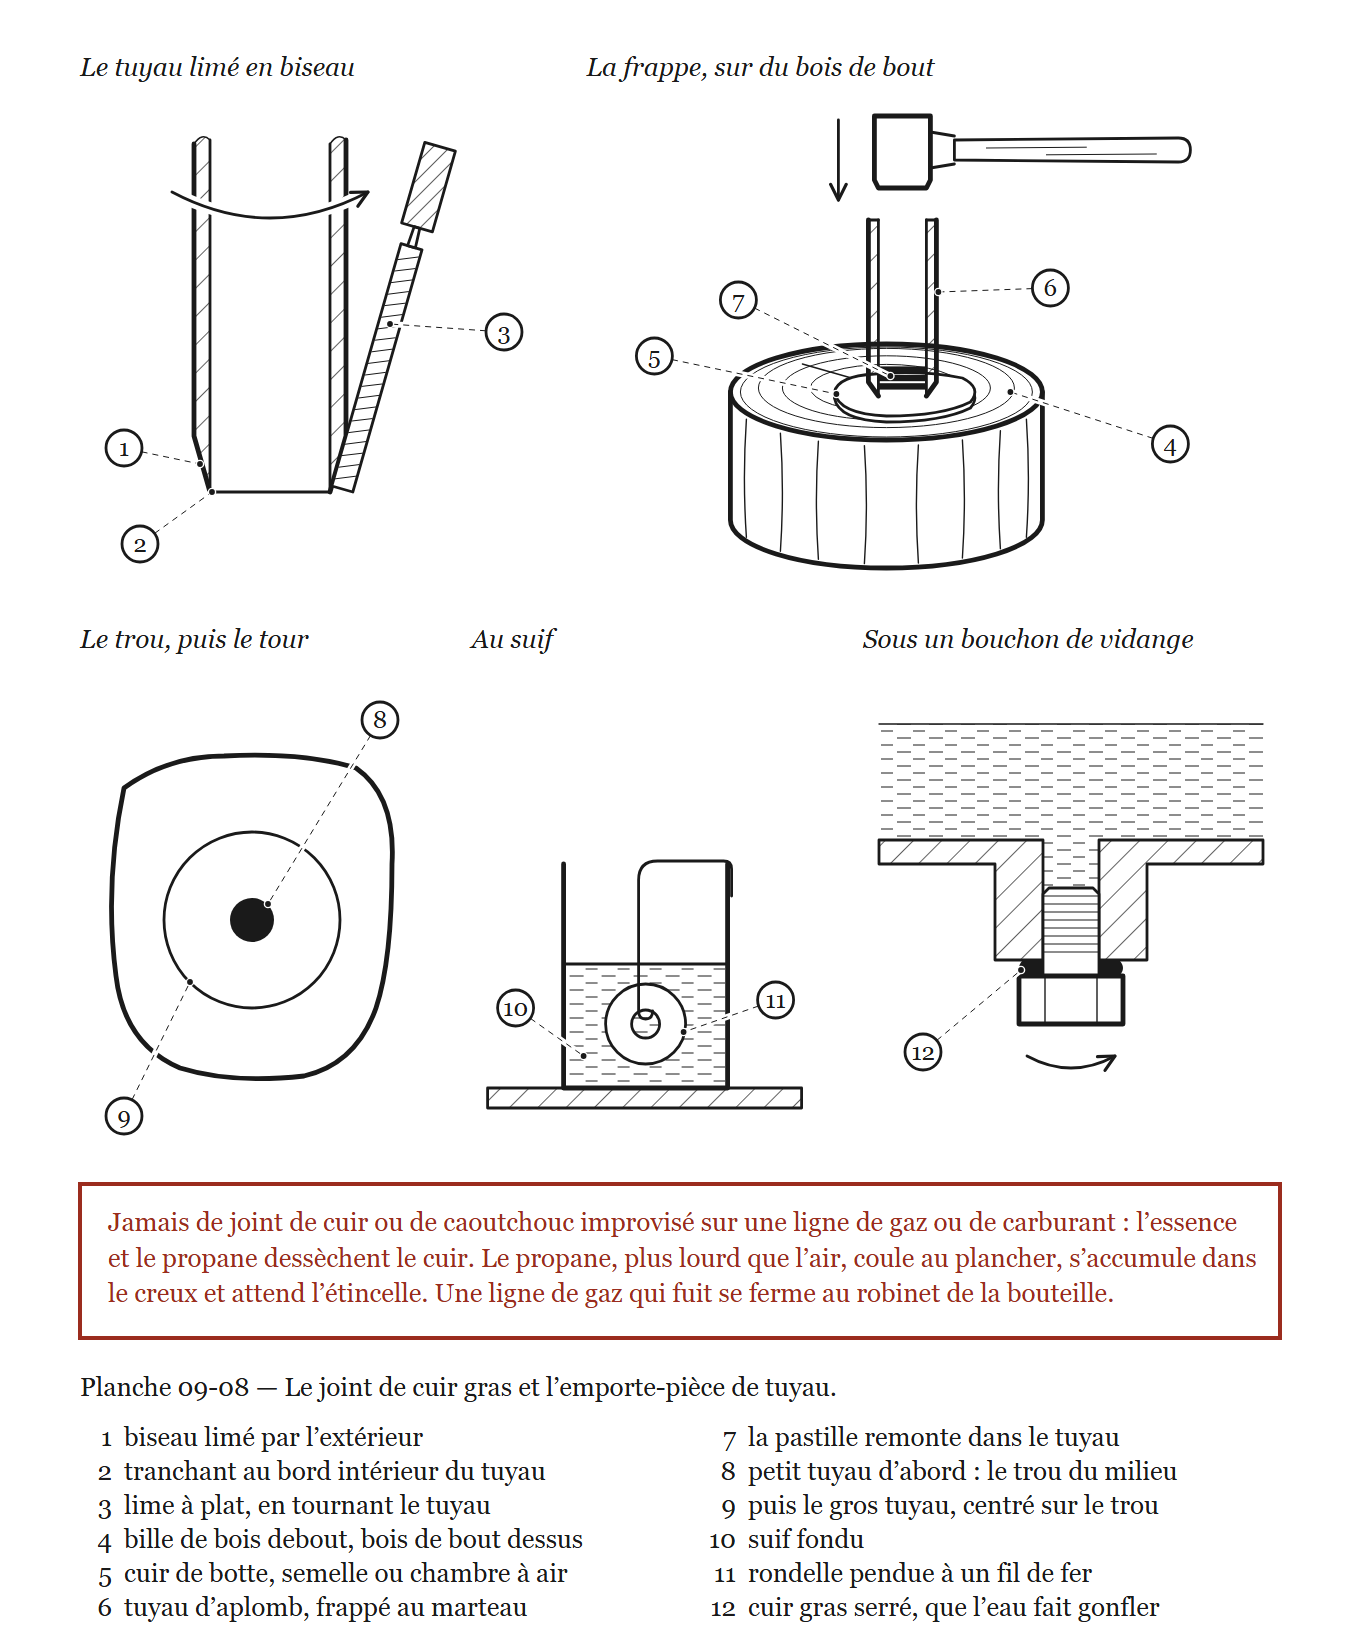 Le tuyau limé en biseau
La frappe, sur du bois de bout
1
2
3
7
5
6
4
Le trou, puis le tour
Au suif
Sous un bouchon de vidange
8
9
10
11
12
Jamais de joint de cuir ou de caoutchouc improvisé sur une ligne de gaz ou de carburant : l’essence
et le propane dessèchent le cuir. Le propane, plus lourd que l’air, coule au plancher, s’accumule dans
le creux et attend l’étincelle. Une ligne de gaz qui fuit se ferme au robinet de la bouteille.
Planche 09-08 — Le joint de cuir gras et l’emporte-pièce de tuyau.
1 biseau limé par l’extérieur
2 tranchant au bord intérieur du tuyau
3 lime à plat, en tournant le tuyau
4 bille de bois debout, bois de bout dessus
5 cuir de botte, semelle ou chambre à air
6 tuyau d’aplomb, frappé au marteau
7 la pastille remonte dans le tuyau
8 petit tuyau d’abord : le trou du milieu
9 puis le gros tuyau, centré sur le trou
10 suif fondu
11 rondelle pendue à un fil de fer
12 cuir gras serré, que l’eau fait gonfler